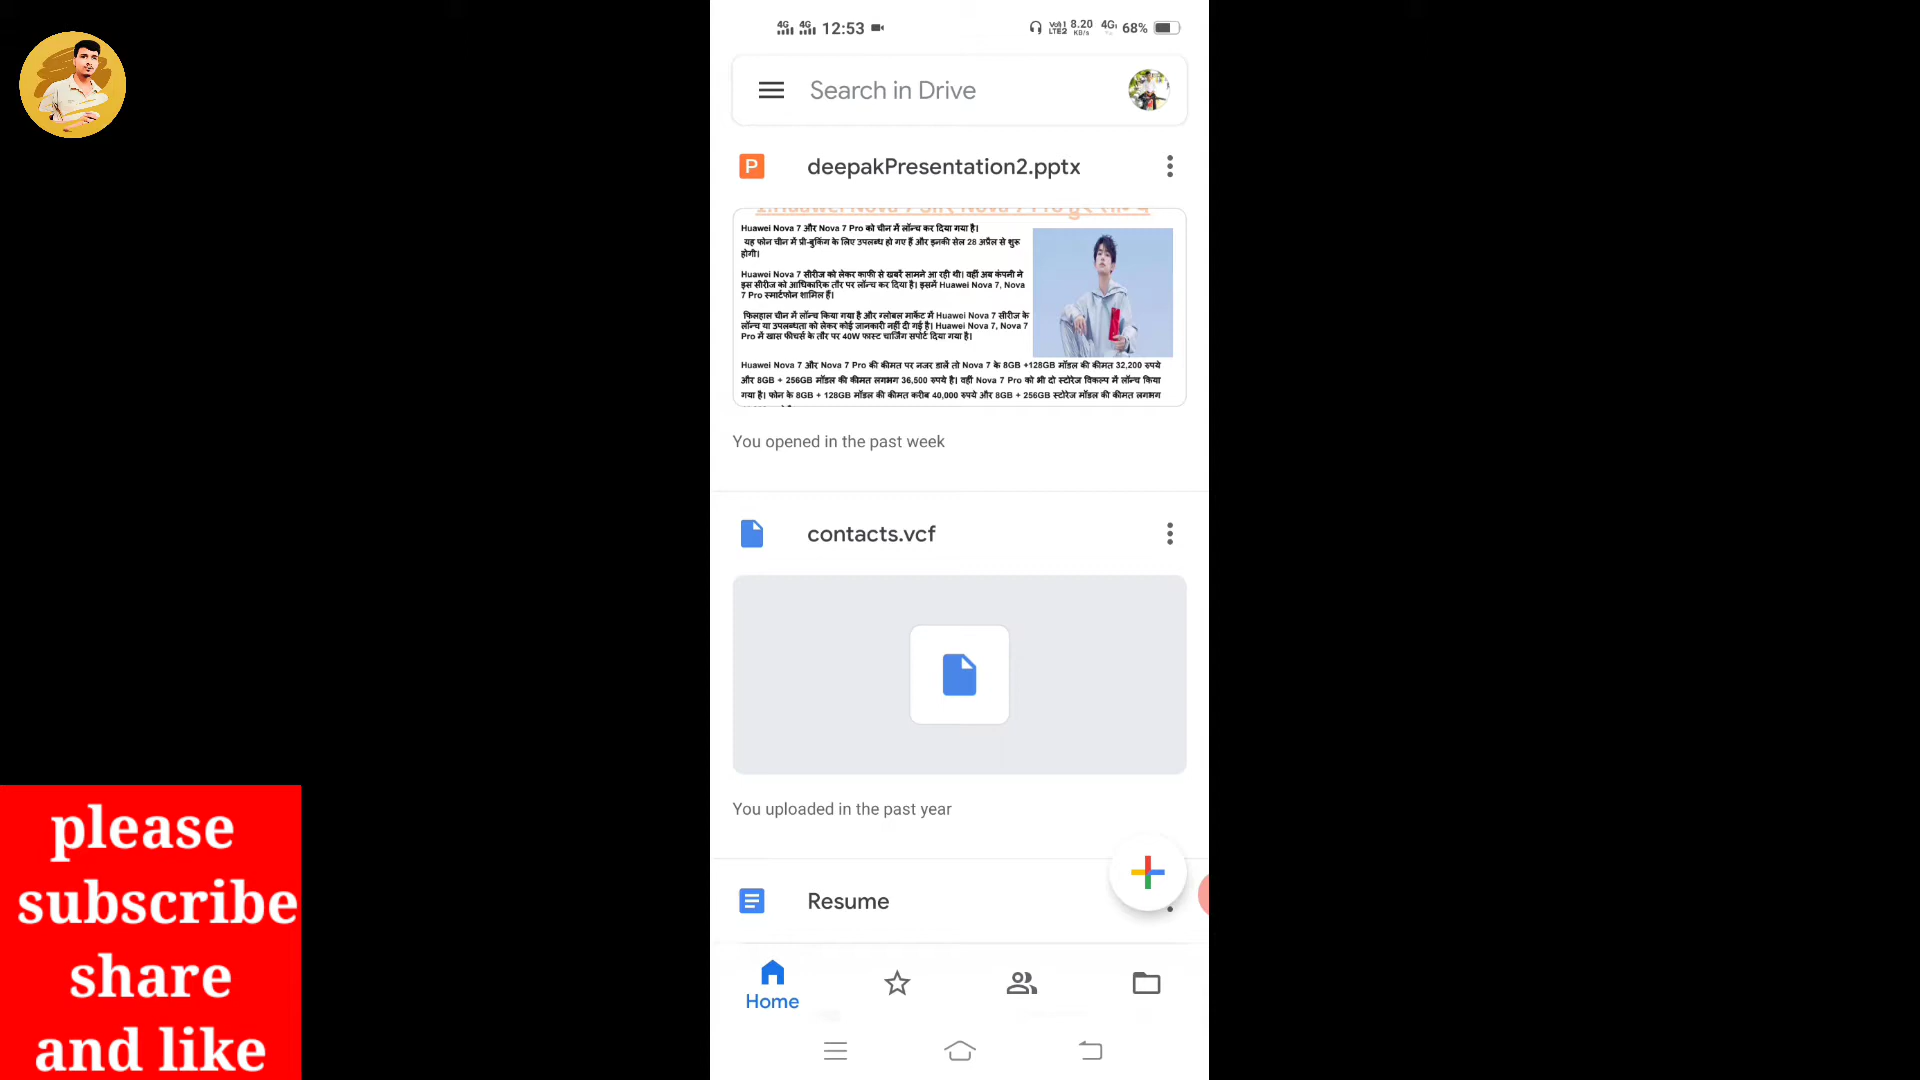 4G 4G 12:53
8.20 KB/s 4G 68%
Search in Drive
P
deepakPresentation2.pptx
Huawei Nova 7 और Nova 7 Pro को चीन में लॉन्च कर दिया गया है।
यह फोन चीन में प्री-बुकिंग के लिए उपलब्ध हो गए हैं और इनकी सेल 28 अप्रैल से शुरू
होगी।
Huawei Nova 7 सीरीज को लेकर काफी से खबरें सामने आ रही थी। वहीं अब कंपनी ने
इस सीरीज को आधिकारिक तौर पर लॉन्च कर दिया है। इसमें Huawei Nova 7, Nova
7 Pro स्मार्टफोन शामिल हैं।
फिलहाल चीन में लॉन्च किया गया है और ग्लोबल मार्केट में Huawei Nova 7 सीरीज के
लॉन्च या उपलब्धता को लेकर कोई जानकारी नहीं दी गई है। Huawei Nova 7, Nova 7
Pro में खास फीचर्स के तौर पर 40W फास्ट चार्जिंग सपोर्ट दिया गया है।
Huawei Nova 7 और Nova 7 Pro की कीमत पर नजर डालें तो Nova 7 के 8GB +128GB मॉडल की कीमत 32,200 रुपये
और 8GB + 256GB मॉडल की कीमत लगभग 36,500 रुपये है। वहीं Nova 7 Pro को भी दो स्टोरेज विकल्प में लॉन्च किया
गया है। फोन के 8GB + 128GB मॉडल की कीमत करीब 40,000 रुपये और 8GB + 256GB स्टोरेज मॉडल की कीमत लगभग
You opened in the past week
contacts.vcf
You uploaded in the past year
Resume
Home
please
subscribe
share
and like